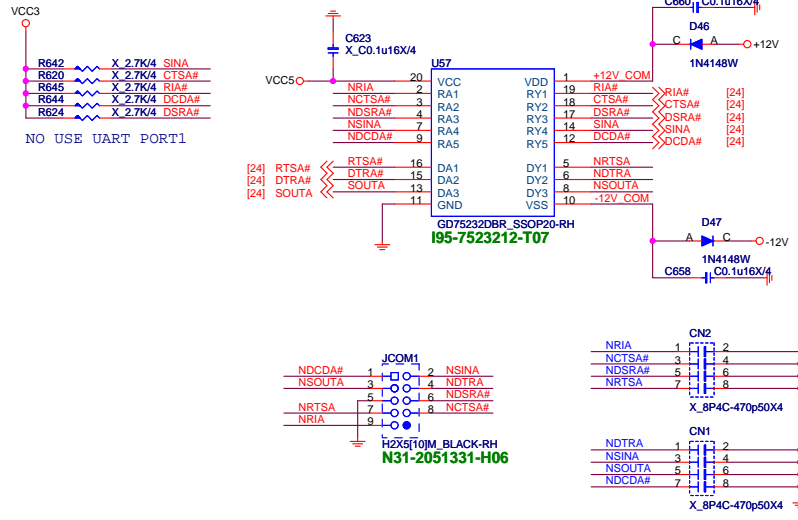 VCC3
R642 X_2.7K/4 SINA
R620 X_2.7K/4 CTSA#
R645 X_2.7K/4 RIA#
R644 X_2.7K/4 DCDA#
R624 X_2.7K/4 DSRA#
NO USE UART PORT1
C623
X_C0.1u16X/4
VCC5
U57
20 VCC VDD 1 +12V_COM
NRIA 2 RA1 RY1 19 RIA# RIA# [24]
NCTSA# 3 RA2 RY2 18 CTSA# CTSA# [24]
NDSRA# 4 RA3 RY3 17 DSRA# DSRA# [24]
NSINA 7 RA4 RY4 14 SINA SINA [24]
NDCDA# 9 RA5 RY5 12 DCDA# DCDA# [24]
[24] RTSA# RTSA# 16 DA1 DY1 5 NRTSA
[24] DTRA# DTRA# 15 DA2 DY2 6 NDTRA
[24] SOUTA SOUTA 13 DA3 DY3 8 NSOUTA
11 GND VSS 10 -12V_COM
GD75232DBR_SSOP20-RH
I95-7523212-T07
C660 C0.1u16X/4
D46
C A +12V
1N4148W
D47
A C -12V
1N4148W
C658 C0.1u16X/4
JCOM1
NDCDA# 1 2 NSINA
NSOUTA 3 4 NDTRA
5 6 NDSRA#
NRTSA 7 8 NCTSA#
NRIA 9
H2X5[10]M_BLACK-RH
N31-2051331-H06
CN2
NRIA 1 2
NCTSA# 3 4
NDSRA# 5 6
NRTSA 7 8
X_8P4C-470p50X4
CN1
NDTRA 1 2
NSINA 3 4
NSOUTA 5 6
NDCDA# 7 8
X_8P4C-470p50X4